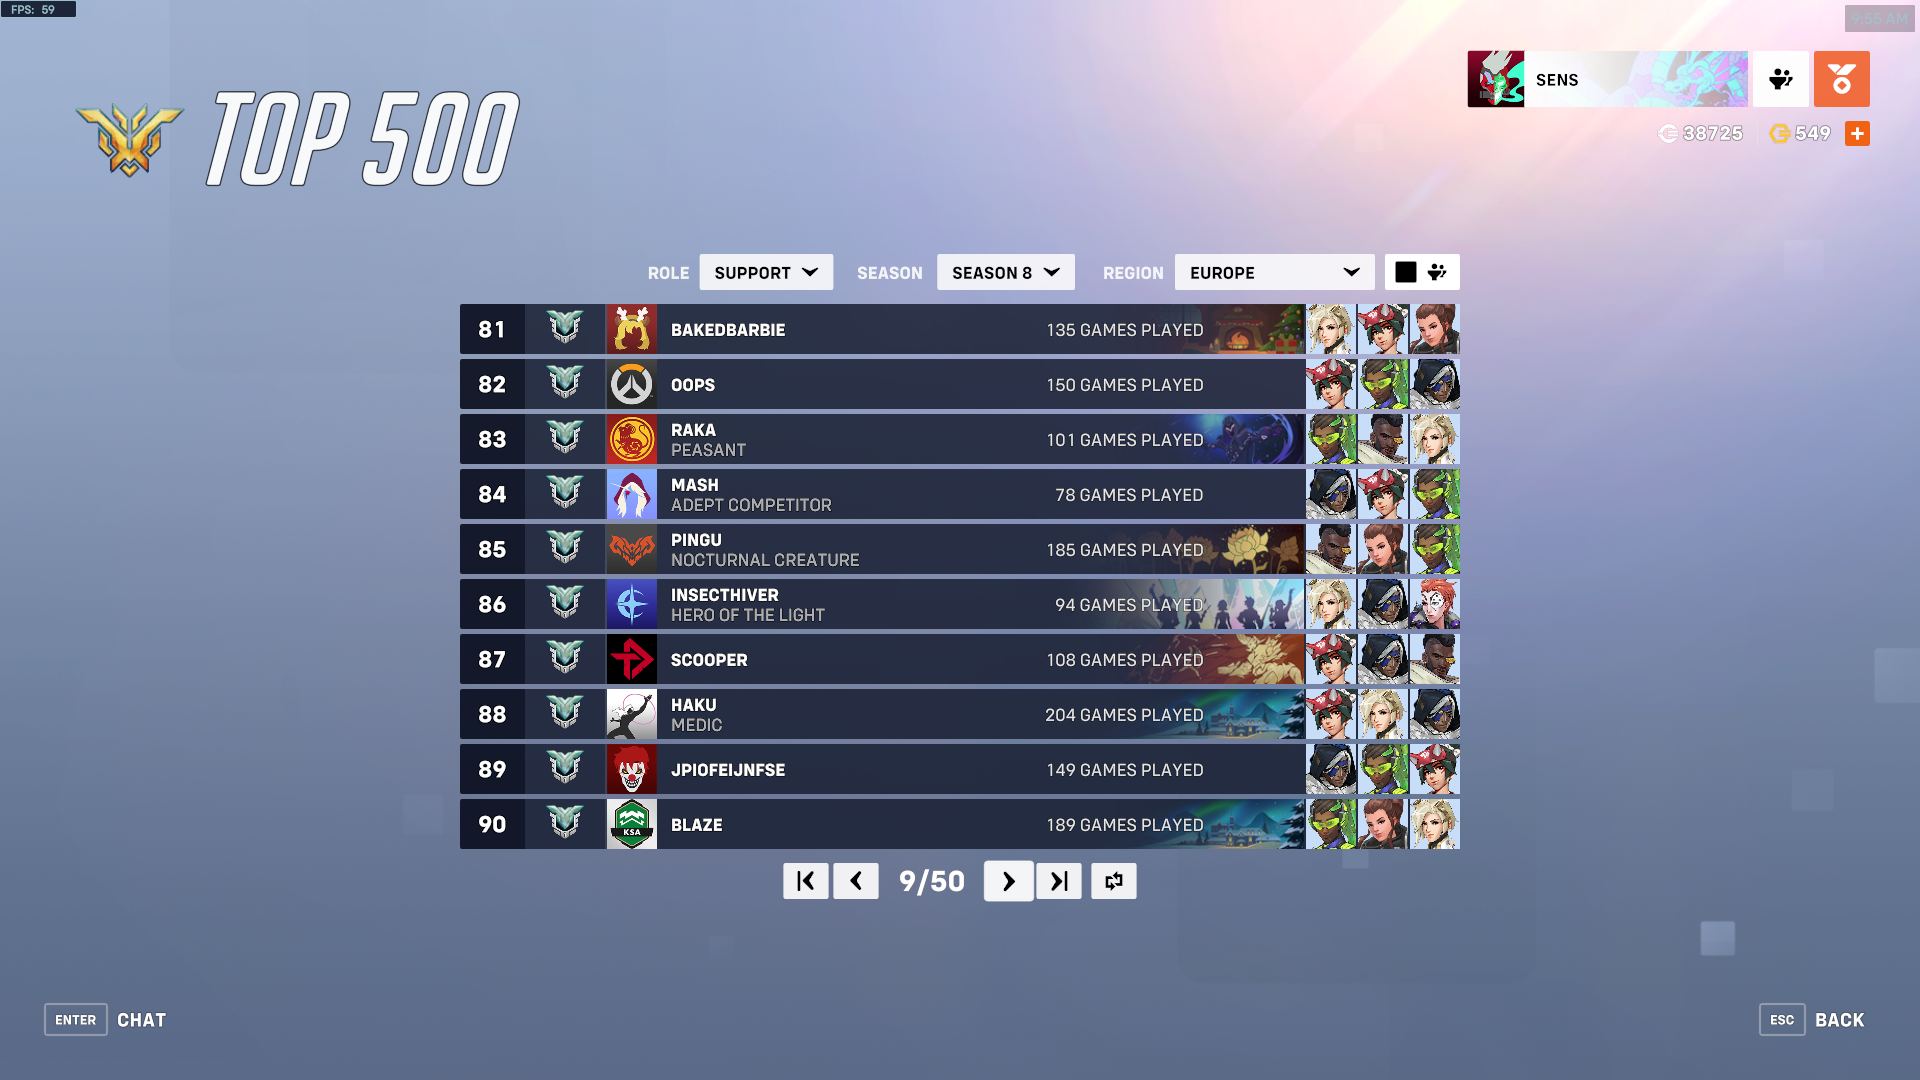 FPS: 59
9:55 AM
TOP 500
SENS
38725
549
ROLE SUPPORT SEASON SEASON 8 REGION EUROPE
81 BAKEDBARBIE 135 GAMES PLAYED
82 OOPS 150 GAMES PLAYED
83 RAKA 101 GAMES PLAYED
PEASANT
84 MASH 78 GAMES PLAYED
ADEPT COMPETITOR
85 PINGU 185 GAMES PLAYED
NOCTURNAL CREATURE
86 INSECTHIVER 94 GAMES PLAYED
HERO OF THE LIGHT
87 SCOOPER 108 GAMES PLAYED
88 HAKU 204 GAMES PLAYED
MEDIC
89 JPIOFEIJNFSE 149 GAMES PLAYED
90 KSA BLAZE 189 GAMES PLAYED
9/50
ENTER CHAT
ESC BACK